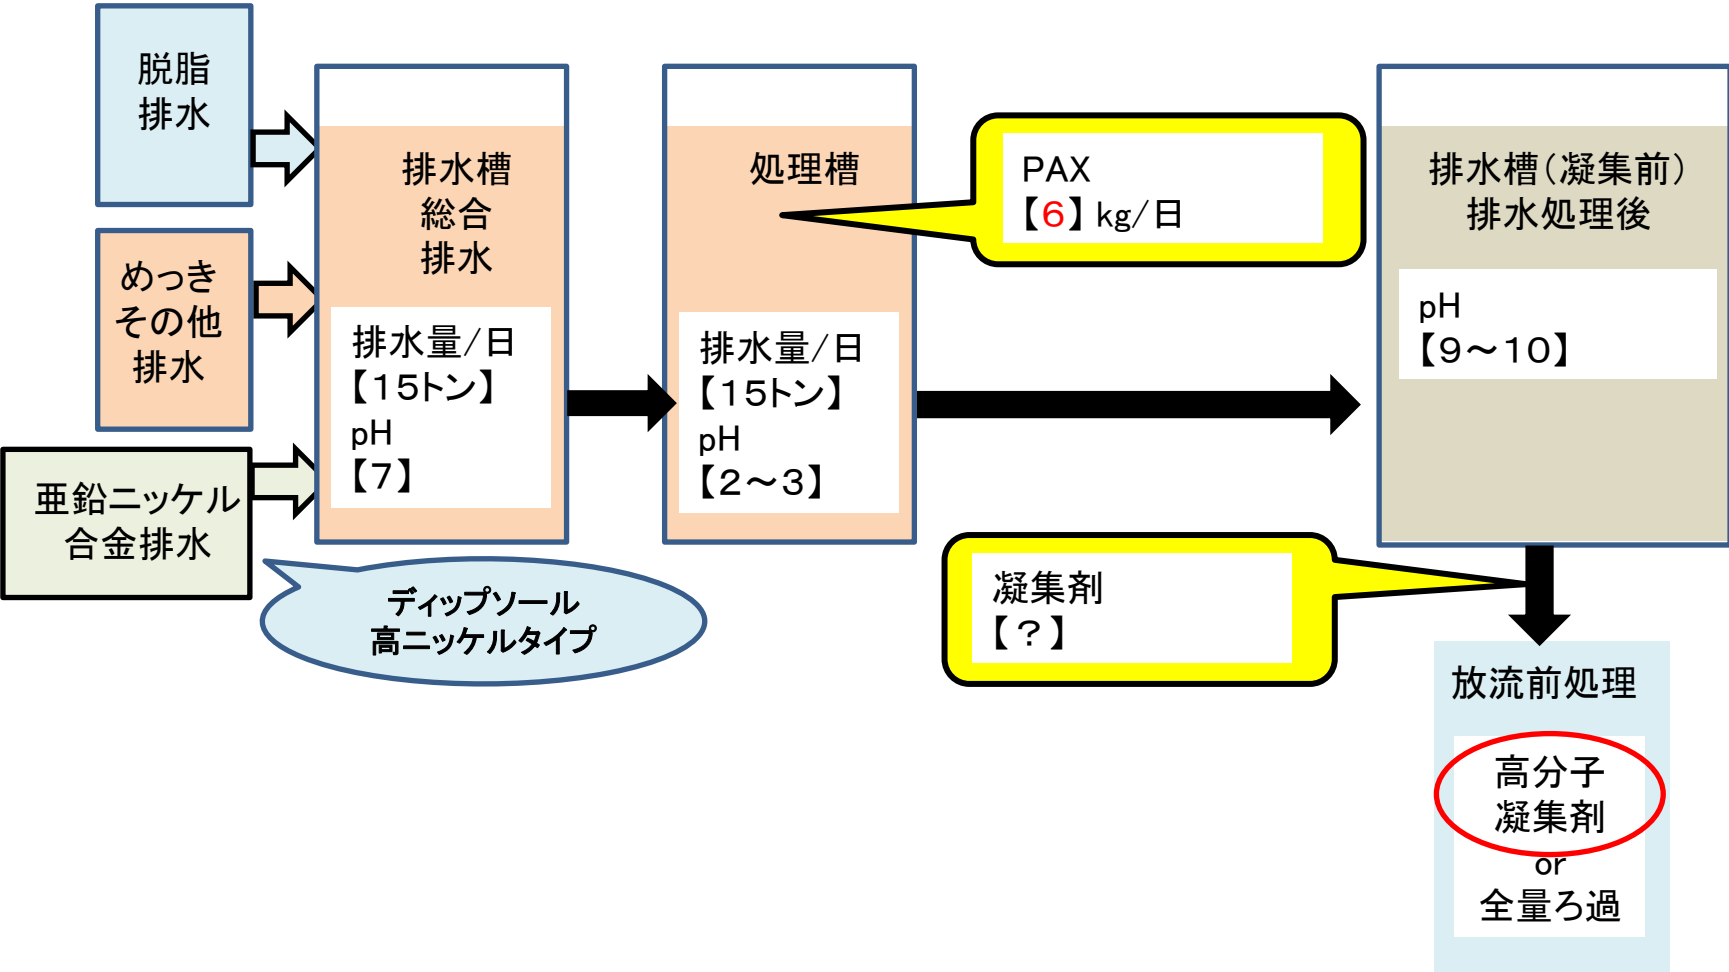 脱脂
排水
めっき
その他
排水
亜鉛ニッケル
合金排水
ディップソール
高ニッケルタイプ
排水槽
総合
排水
排水量/日
【15トン】
pH
【7】
処理槽
排水量/日
【15トン】
pH
【2～3】
PAX
【6】kg/日
排水槽(凝集前)
排水処理後
pH
【9～10】
凝集剤
【？】
放流前処理
高分子
凝集剤
or
全量ろ過